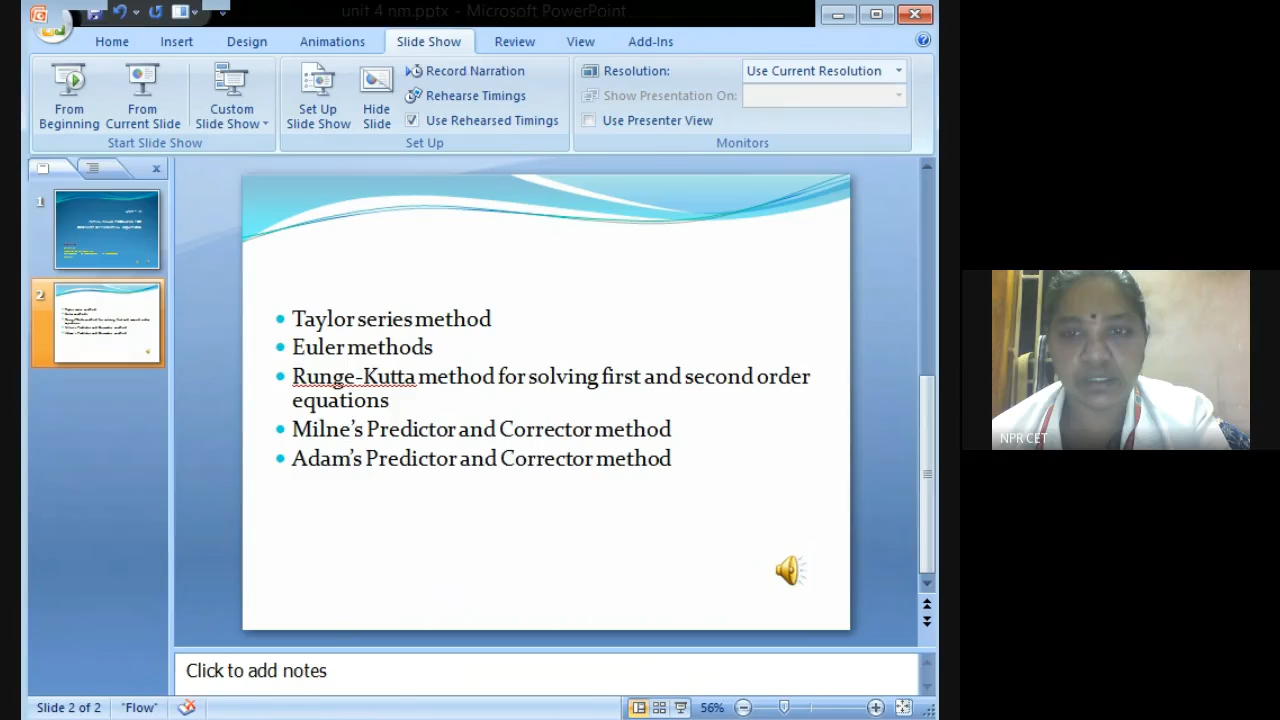 unit 4 nm.pptx - Microsoft PowerPoint
Home Insert Design Animations Slide Show Review View Add-Ins
From Beginning
From Current Slide
Custom Slide Show
Start Slide Show
Set Up Slide Show
Hide Slide
Record Narration
Rehearse Timings
Use Rehearsed Timings
Set Up
Resolution: Use Current Resolution
Show Presentation On:
Use Presenter View
Monitors
1
2
Taylor series method
Euler methods
Runge-Kutta method for solving first and second order
equations
Milne's Predictor and Corrector method
Adam's Predictor and Corrector method
NPR CET
Click to add notes
Slide 2 of 2 "Flow" 56%